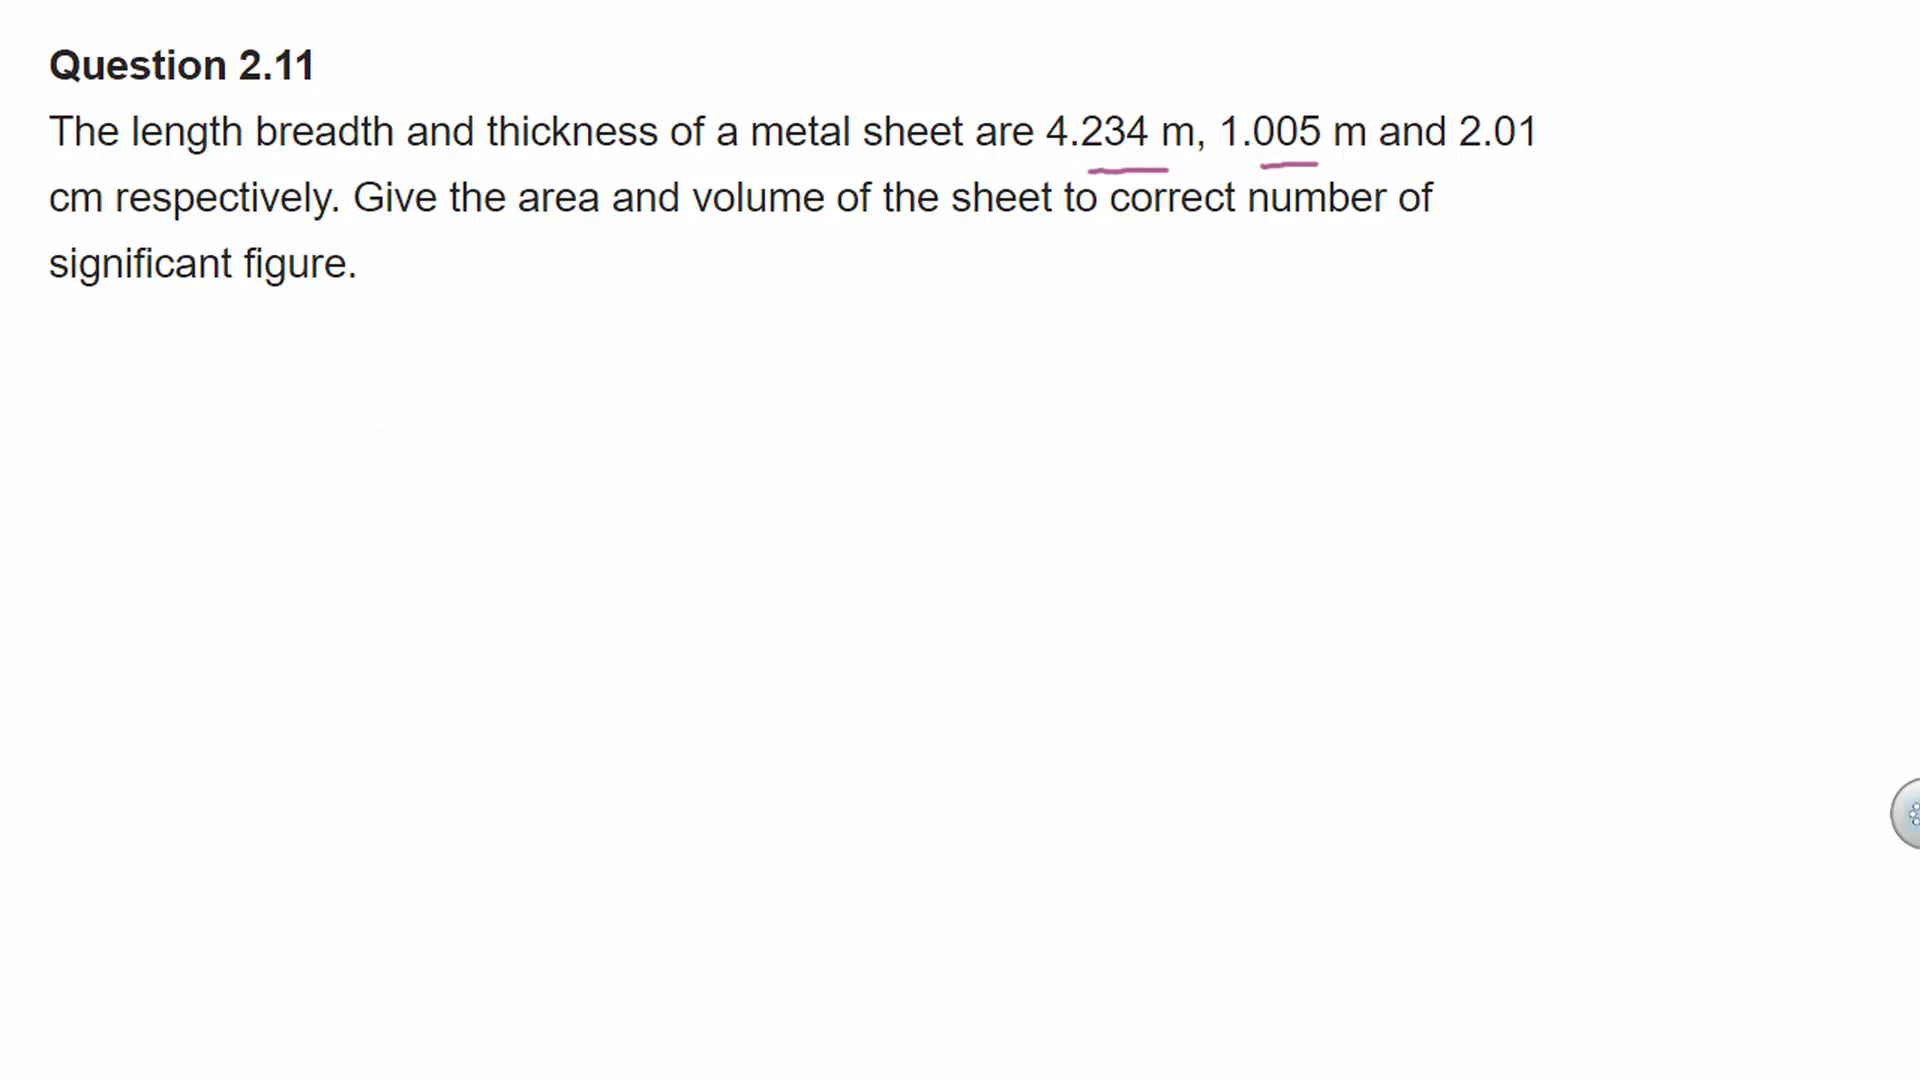 Question 2.11
The length breadth and thickness of a metal sheet are 4.234 m, 1.005 m and 2.01
cm respectively. Give the area and volume of the sheet to correct number of
significant figure.